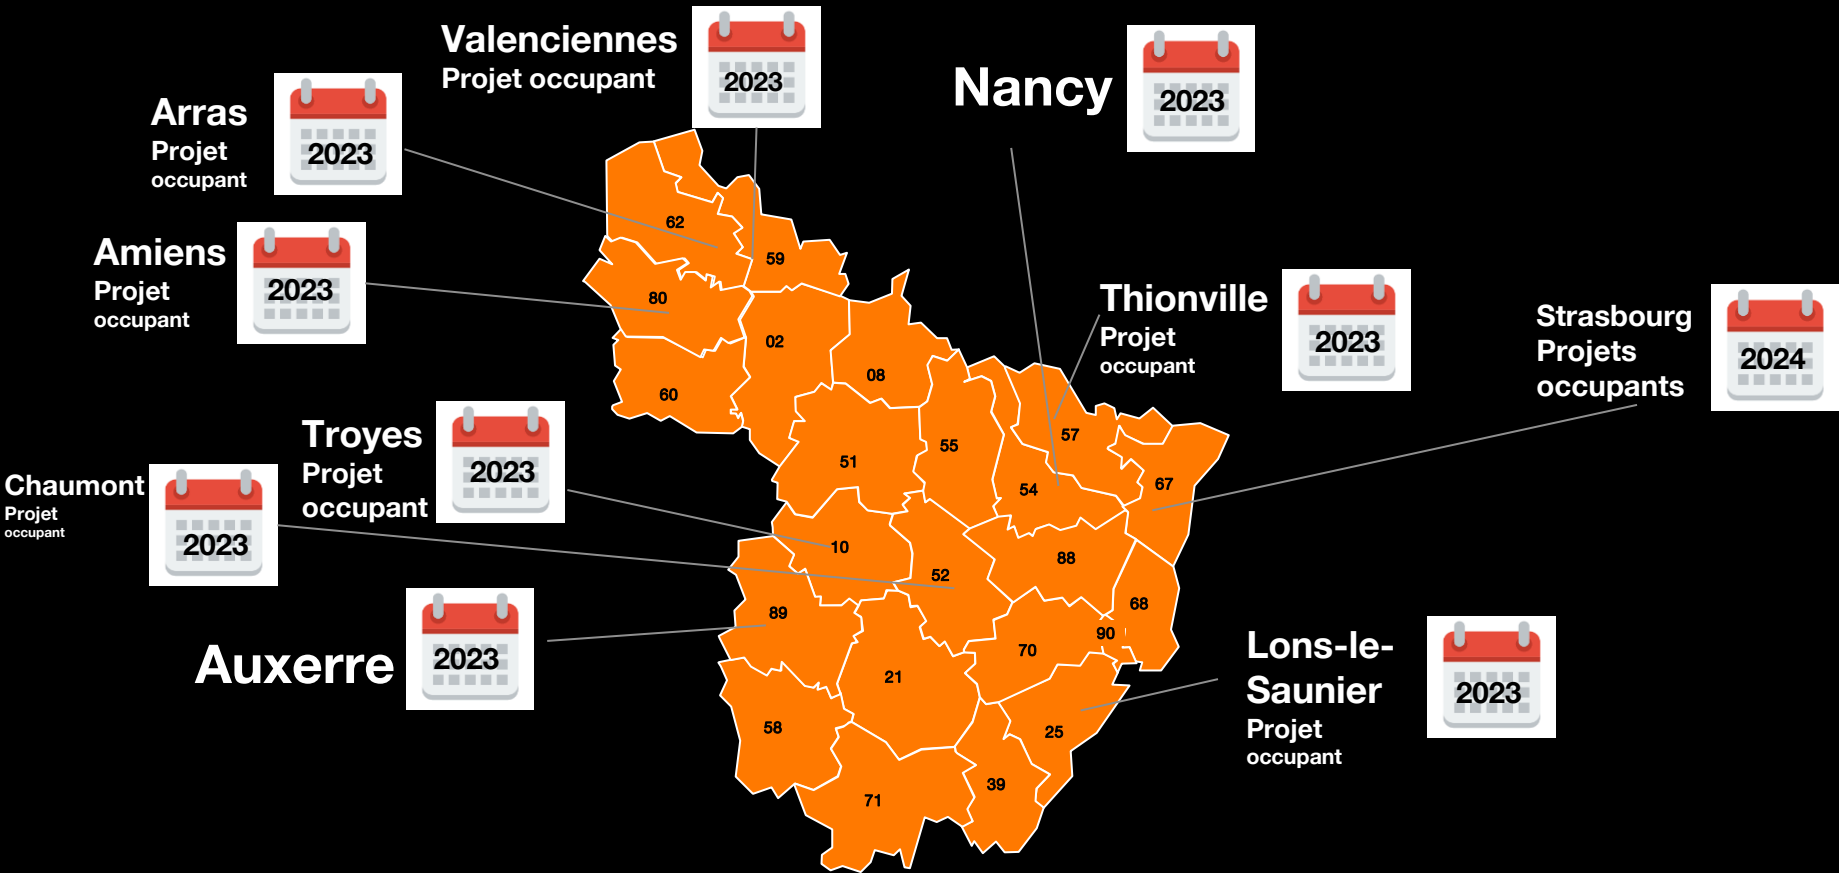 Valenciennes
Projet occupant
2023
Nancy
2023
Arras
Projet
occupant
2023
Amiens
Projet
occupant
2023
Thionville
Projet
occupant
2023
Strasbourg
Projets
occupants
2024
Troyes
Projet
occupant
2023
Chaumont
Projet
occupant
2023
Auxerre
2023
Lons-le-
Saunier
Projet
occupant
2023
62
59
80
02
60
08
55
57
51
54
67
10
52
88
89
68
90
70
21
58
25
39
71